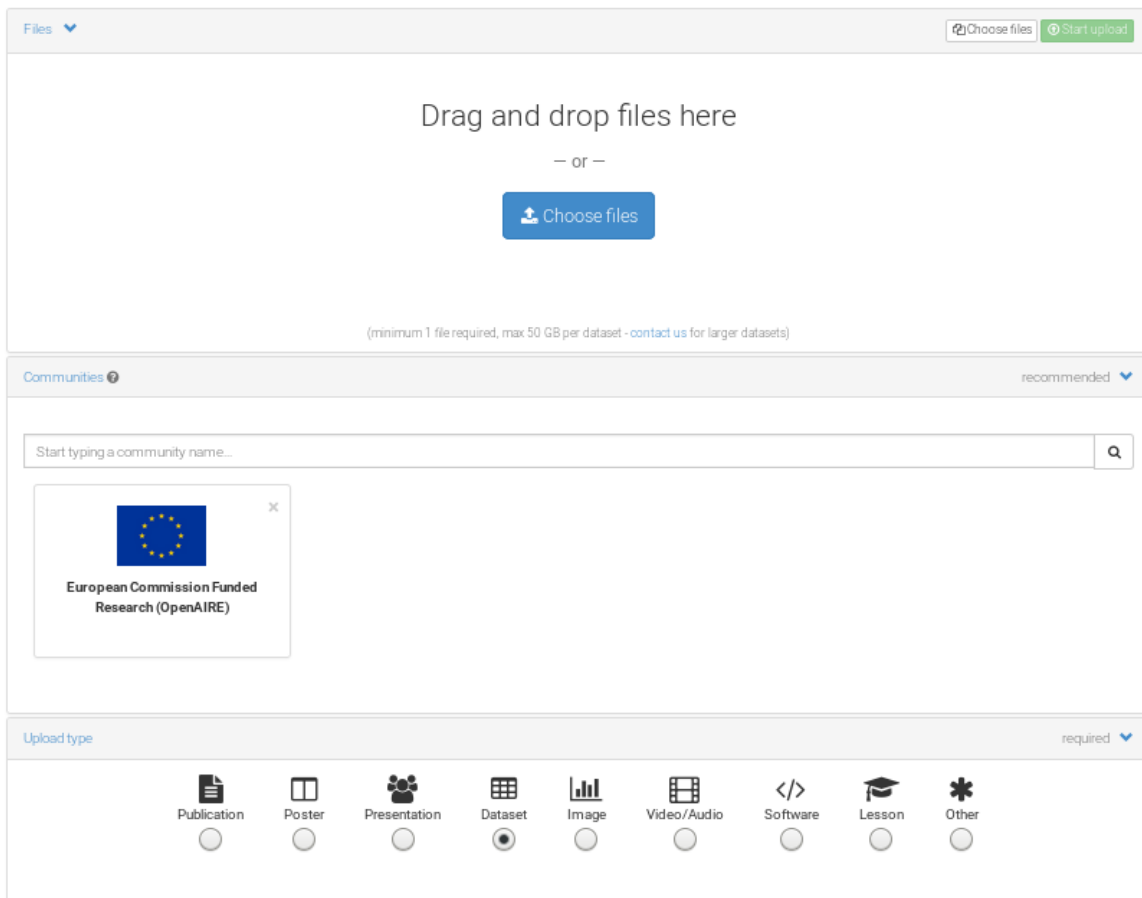 Files
Choose files
Start upload
Drag and drop files here
— or —
Choose files
(minimum 1 file required, max 50 GB per dataset - contact us for larger datasets)
Communities
recommended
Start typing a community name...
×
European Commission Funded
Research (OpenAIRE)
Upload type
required
Publication
Poster
Presentation
Dataset
Image
Video/Audio
Software
Lesson
Other